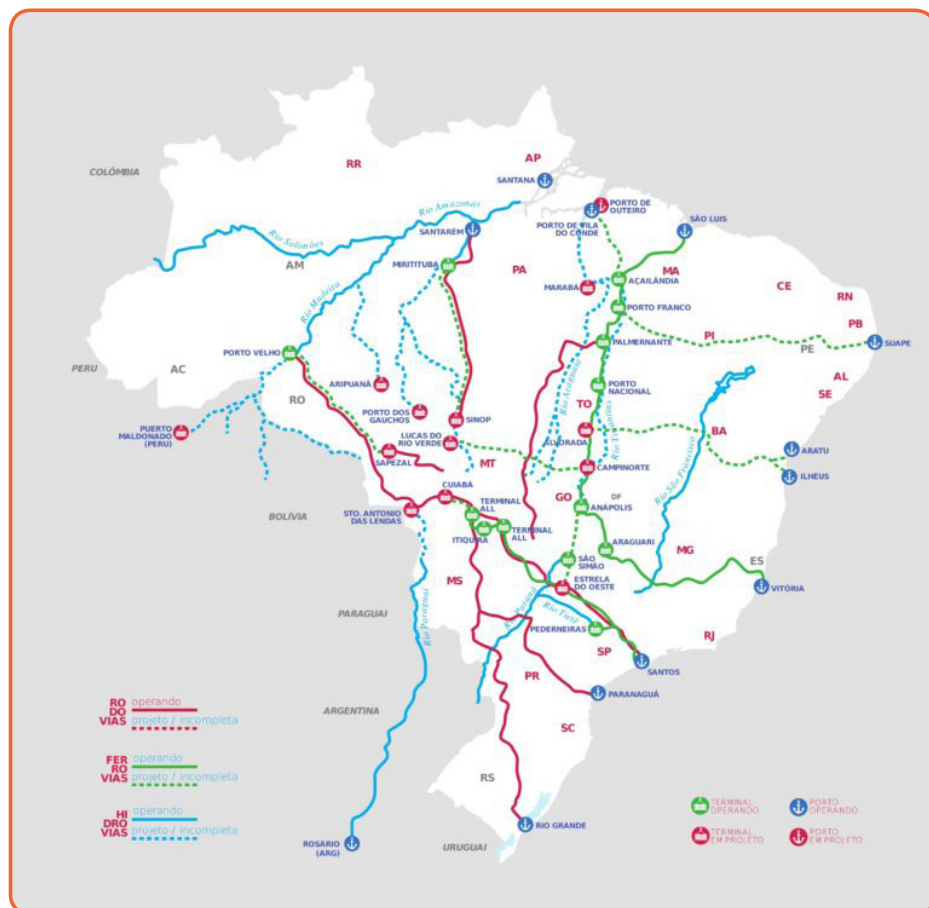 COLÔMBIA
RR
AP
SANTANA
Rio Amazonas
PORTO DE
OUTEIRO
PORTO DE VILA
DO CONDE
SÃO LUIS
SANTARÉM
Rio Solimões
AM
MIRITITUBA
PA
MA
AÇAILÂNDIA
MARABÁ
CE
RN
Rio Madeira
PORTO FRANCO
PI
PB
PE
SUAPE
PORTO VELHO
PALMERNANTE
PERU
AC
RO
ARIPUANÃ
Rio Araguaia
PORTO
NACIONAL
AL
SE
PORTO DOS
GAUCHOS
SINOP
TO
Rio Tocantins
PUERTO
MALDONADO
(PERU)
LUCAS DO
RIO VERDE
ALVORADA
BA
ARATU
SAPEZAL
MT
CAMPINORTE
Rio São Francisco
ILHÉUS
CUIABÁ
GO
DF
STO. ANTONIO
DAS LENDAS
TERMINAL
ALL
ANÁPOLIS
BOLÍVIA
ITIQUIRA
TERMINAL
ALL
ARAGUARI
MG
ES
MS
SÃO
SIMÃO
ESTRELA
DO OESTE
VITÓRIA
PARAGUAI
Rio Paraguai
Rio Paraná
Rio Tietê
PEDERNEIRAS
SP
RJ
SANTOS
PR
PARANAGUÁ
ARGENTINA
SC
RS
RIO GRANDE
ROSÁRIO
(ARG)
URUGUAI
RO
DO
VIAS
operando
projeto / incompleta
FER
RO
VIAS
operando
projeto / incompleta
HI
DRO
VIAS
operando
projeto / incompleta
TERMINAL
OPERANDO
PORTO
OPERANDO
TERMINAL
EM PROJETO
PORTO
EM PROJETO